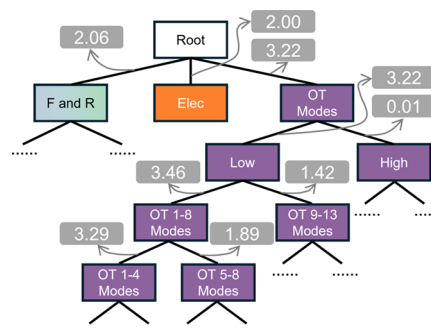 2.00
2.06
Root
3.22
3.22
F and R
Elec
OT
Modes
0.01
......
Low
High
3.46
1.42
......
......
OT 1-8
Modes
OT 9-13
Modes
3.29
1.89
......
......
OT 1-4
Modes
OT 5-8
Modes